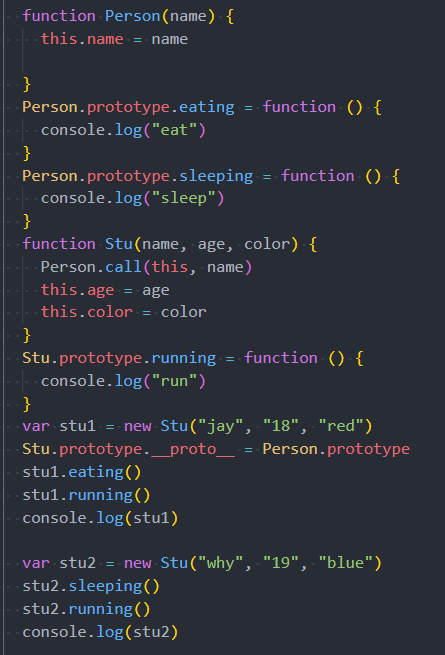 function Person(name) {
this.name = name
}
Person.prototype.eating = function () {
console.log("eat")
}
Person.prototype.sleeping = function () {
console.log("sleep")
}
function Stu(name, age, color) {
Person.call(this, name)
this.age = age
this.color = color
}
Stu.prototype.running = function () {
console.log("run")
}
var stu1 = new Stu("jay", "18", "red")
Stu.prototype.__proto__ = Person.prototype
stu1.eating()
stu1.running()
console.log(stu1)
var stu2 = new Stu("why", "19", "blue")
stu2.sleeping()
stu2.running()
console.log(stu2)